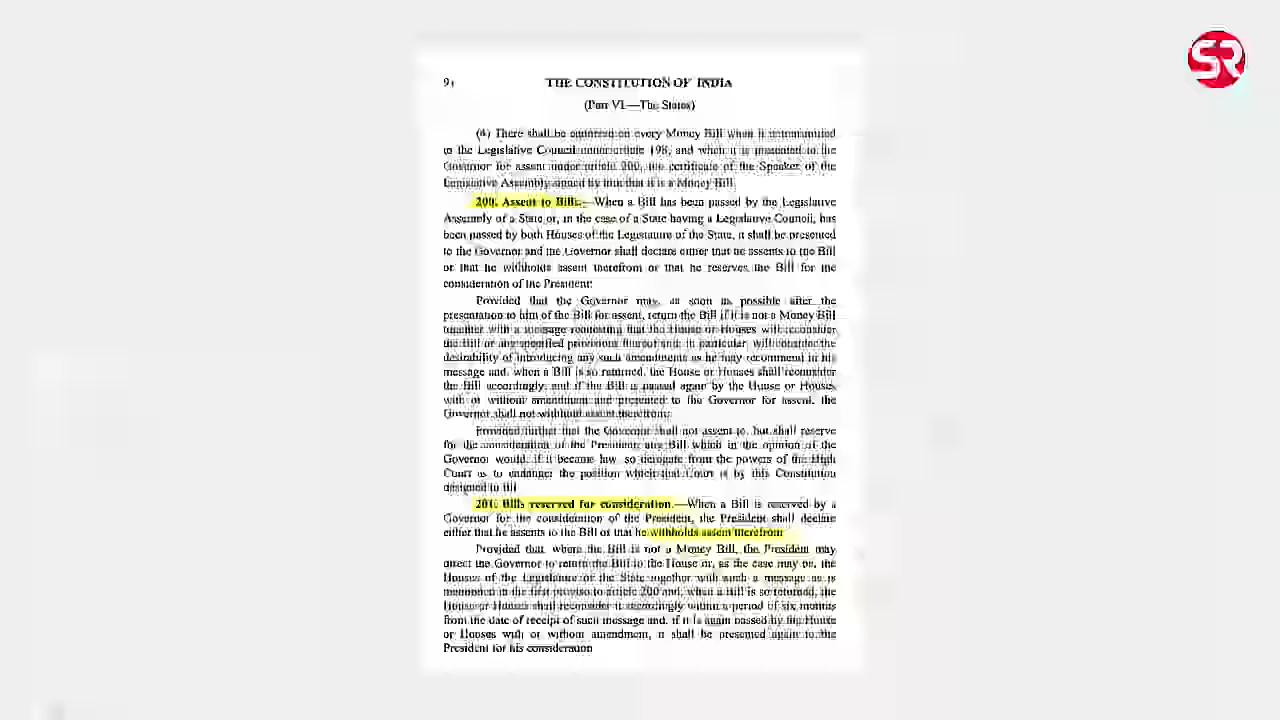 SR
THE CONSTITUTION OF INDIA
(Part VI.—The States)
(4) There shall be endorsed on every Money Bill when it is transmitted
to the Legislative Council under article 198, and when it is presented to the
Governor for assent under article 200, the certificate of the Speaker of the
Legislative Assembly signed by him that it is a Money Bill.
200. Assent to Bills.—When a Bill has been passed by the Legislative
Assembly of a State or, in the case of a State having a Legislative Council, has
been passed by both Houses of the Legislature of the State, it shall be presented
to the Governor and the Governor shall declare either that he assents to the Bill
or that he withholds assent therefrom or that he reserves the Bill for the
consideration of the President:
Provided that the Governor may, as soon as possible after the
presentation to him of the Bill for assent, return the Bill if it is not a Money Bill
together with a message requesting that the House or Houses will reconsider
the Bill or any specified provisions thereof and, in particular, will consider the
desirability of introducing any such amendments as he may recommend in his
message and, when a Bill is so returned, the House or Houses shall reconsider
the Bill accordingly, and if the Bill is passed again by the House or Houses
with or without amendment and presented to the Governor for assent, the
Governor shall not withhold assent therefrom:
Provided further that the Governor shall not assent to, but shall reserve
for the consideration of the President, any Bill which in the opinion of the
Governor would, if it became law, so derogate from the powers of the High
Court as to endanger the position which that Court is by this Constitution
designed to fill.
201. Bills reserved for consideration.—When a Bill is reserved by a
Governor for the consideration of the President, the President shall declare
either that he assents to the Bill or that he withholds assent therefrom:
Provided that, where the Bill is not a Money Bill, the President may
direct the Governor to return the Bill to the House or, as the case may be, the
Houses of the Legislature of the State together with such a message as is
mentioned in the first proviso to article 200 and, when a Bill is so returned, the
House or Houses shall reconsider it accordingly within a period of six months
from the date of receipt of such message and, if it is again passed by the House
or Houses with or without amendment, it shall be presented again to the
President for his consideration.